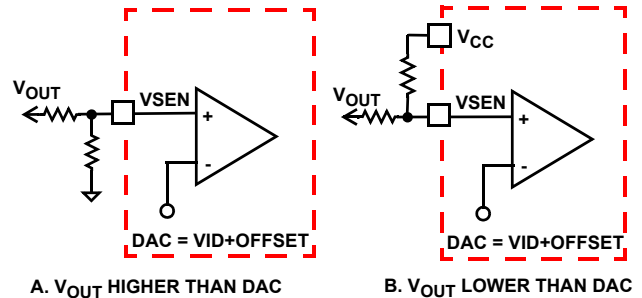 VOUT
VSEN
+
-
DAC = VID+OFFSET
A. VOUT HIGHER THAN DAC
VCC
VOUT
VSEN
+
-
DAC = VID+OFFSET
B. VOUT LOWER THAN DAC